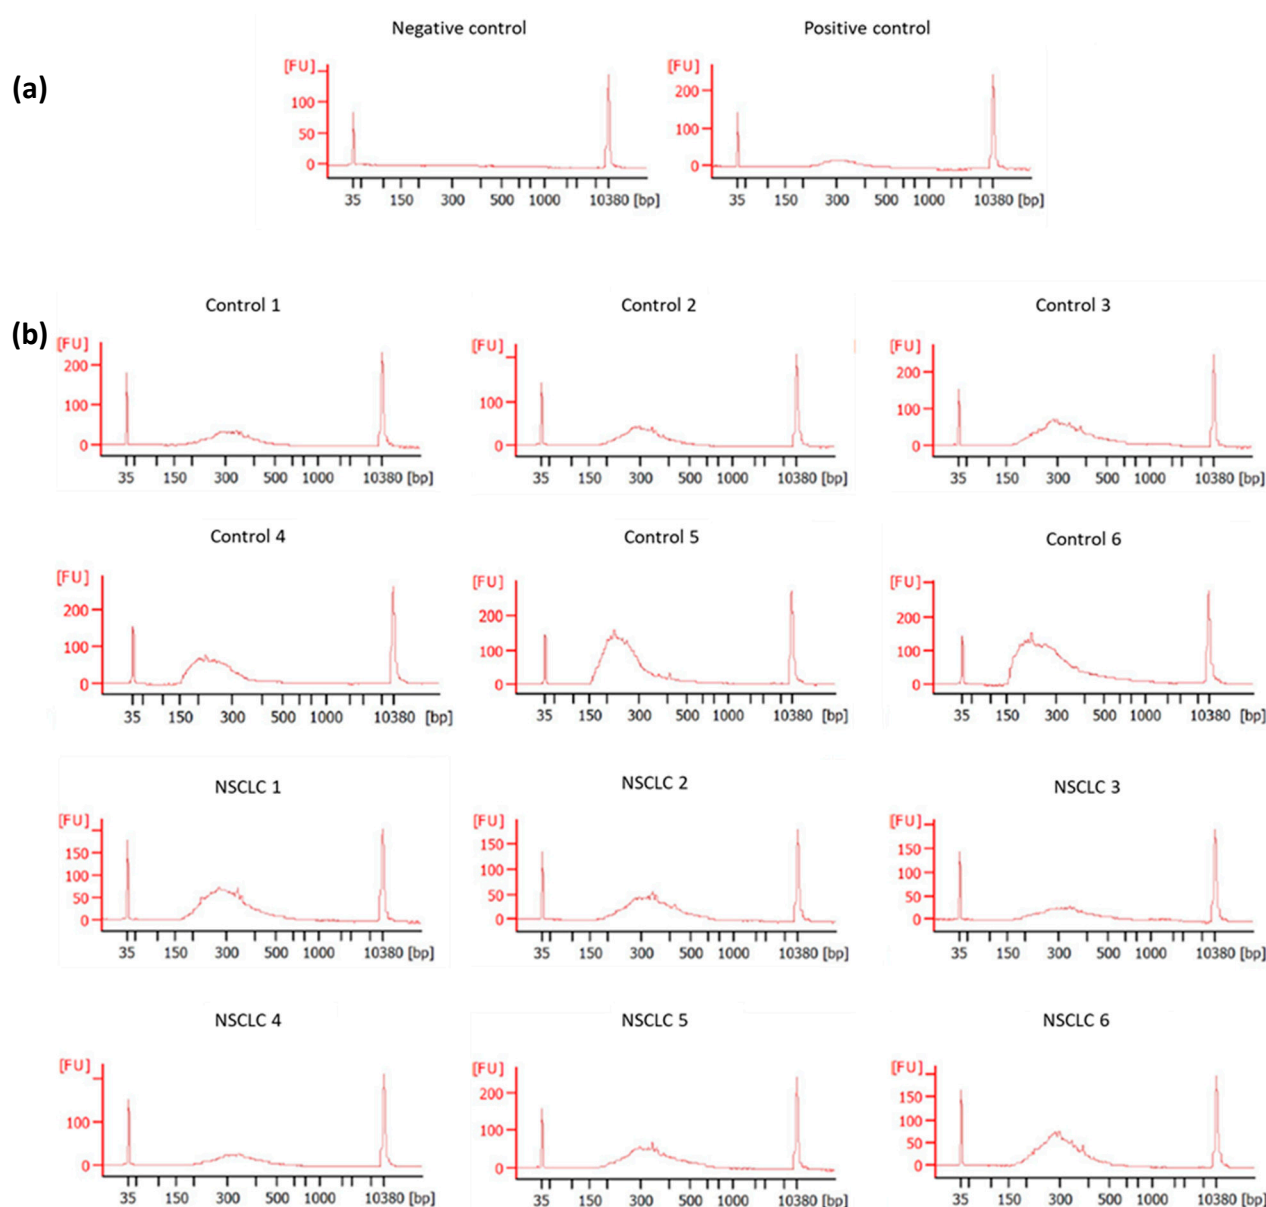 Negative control Positive control
(a)
[FU] [FU]
100 200
50 100
0 0
35 150 300 500 1000 10380 [bp] 35 150 300 500 1000 10380 [bp]
(b)
Control 1 Control 2 Control 3
[FU] [FU] [FU]
200 200
100 100 100
0 0 0
35 150 300 500 1000 10380 [bp] 35 150 300 500 1000 10380 [bp] 35 150 300 500 1000 10380 [bp]
Control 4 Control 5 Control 6
[FU] [FU] [FU]
200 200 200
100 100 100
0 0 0
35 150 300 500 1000 10380 [bp] 35 150 300 500 1000 10380 [bp] 35 150 300 500 1000 10380 [bp]
NSCLC 1 NSCLC 2 NSCLC 3
[FU] [FU] [FU]
150 150 150
100 100 100
50 50 50
0 0 0
35 150 300 500 1000 10380 [bp] 35 150 300 500 1000 10380 [bp] 35 150 300 500 1000 10380 [bp]
NSCLC 4 NSCLC 5 NSCLC 6
[FU] [FU] [FU]
200 150
100 100 100
50
0 0 0
35 150 300 500 1000 10380 [bp] 35 150 300 500 1000 10380 [bp] 35 150 300 500 1000 10380 [bp]